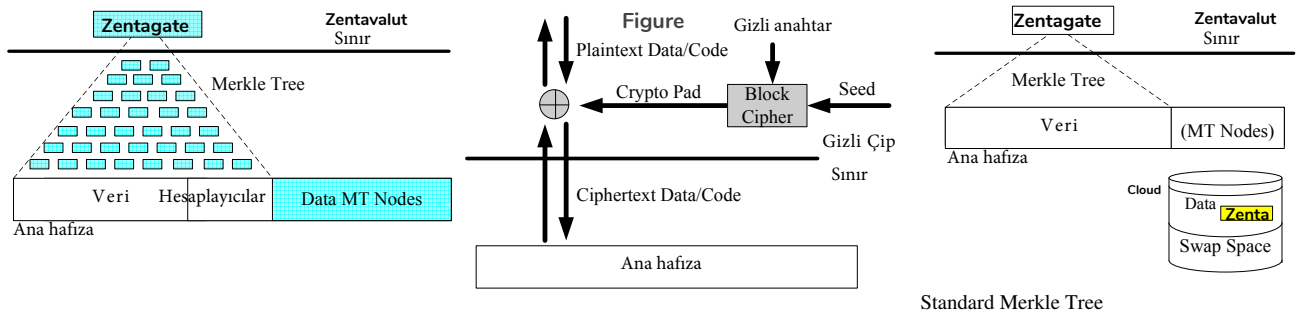 Zentagate
Zentavalut
Sınır
Merkle Tree
Veri
Hesaplayıcılar
Data MT Nodes
Ana hafıza
Figure
Plaintext Data/Code
Gizli anahtar
Crypto Pad
Block
Cipher
Seed
Gizli Çip
Sınır
Ciphertext Data/Code
Ana hafıza
Zentagate
Zentavalut
Sınır
Merkle Tree
Veri
(MT Nodes)
Ana hafıza
Cloud
Data
Zenta
Swap Space
Standard Merkle Tree